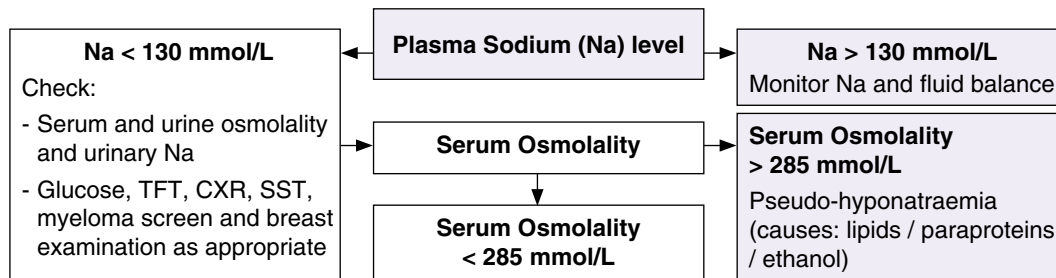 Plasma Sodium (Na) level
Na < 130 mmol/L
Check:
- Serum and urine osmolality
and urinary Na
- Glucose, TFT, CXR, SST,
myeloma screen and breast
examination as appropriate
Na > 130 mmol/L
Monitor Na and fluid balance
Serum Osmolality
Serum Osmolality
> 285 mmol/L
Pseudo-hyponatraemia
(causes: lipids / paraproteins
/ ethanol)
Serum Osmolality
< 285 mmol/L